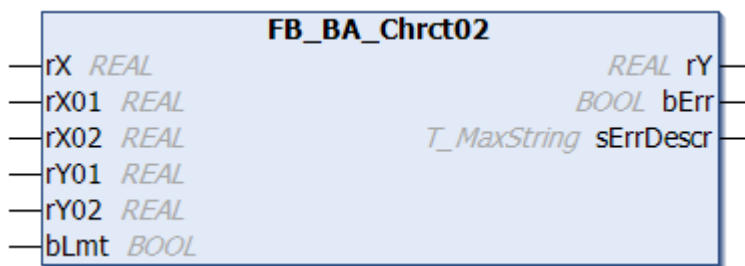 FB_BA_Chrct02
rX REAL REAL rY
rX01 REAL BOOL bErr
rX02 REAL T_MaxString sErrDescr
rY01 REAL
rY02 REAL
bLmt BOOL